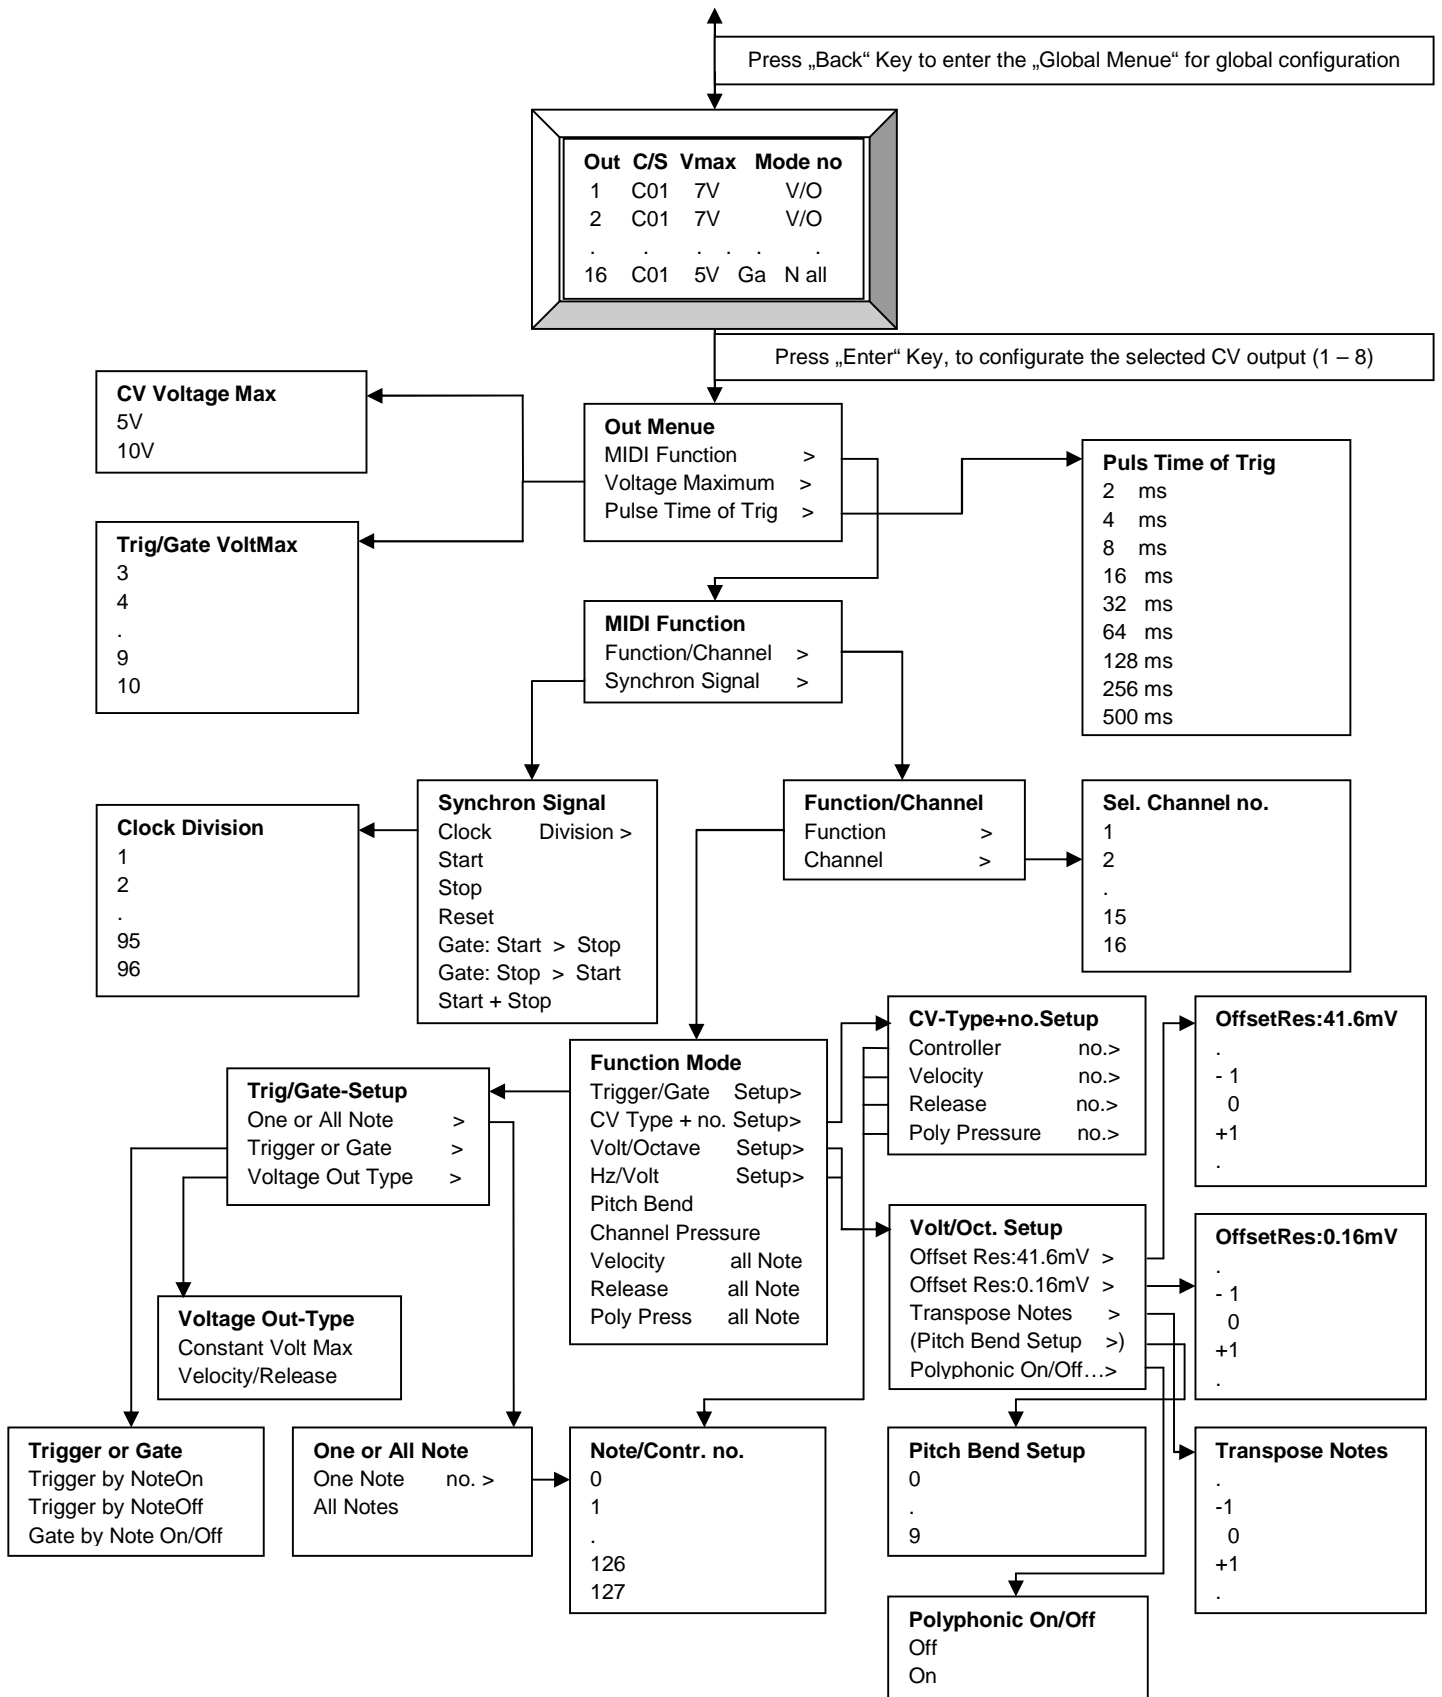 Press „Back“ Key to enter the „Global Menue“ for global configuration
Out C/S Vmax Mode no
1 C01 7V V/O
2 C01 7V V/O
. . . . . .
16 C01 5V Ga N all
Press „Enter“ Key, to configurate the selected CV output (1 – 8)
CV Voltage Max
5V
10V
Out Menue
MIDI Function >
Voltage Maximum >
Pulse Time of Trig >
Puls Time of Trig
2 ms
4 ms
8 ms
16 ms
32 ms
64 ms
128 ms
256 ms
500 ms
Trig/Gate VoltMax
3
4
.
9
10
MIDI Function
Function/Channel >
Synchron Signal >
Clock Division
1
2
.
95
96
Synchron Signal
Clock Division >
Start
Stop
Reset
Gate: Start > Stop
Gate: Stop > Start
Start + Stop
Function/Channel
Function >
Channel >
Sel. Channel no.
1
2
.
15
16
Trig/Gate-Setup
One or All Note >
Trigger or Gate >
Voltage Out Type >
Function Mode
Trigger/Gate Setup>
CV Type + no. Setup>
Volt/Octave Setup>
Hz/Volt Setup>
Pitch Bend
Channel Pressure
Velocity all Note
Release all Note
Poly Press all Note
CV-Type+no.Setup
Controller no.>
Velocity no.>
Release no.>
Poly Pressure no.>
OffsetRes:41.6mV
.
- 1
0
+1
.
Volt/Oct. Setup
Offset Res:41.6mV >
Offset Res:0.16mV >
Transpose Notes >
(Pitch Bend Setup >)
Polyphonic On/Off…>
OffsetRes:0.16mV
.
- 1
0
+1
.
Voltage Out-Type
Constant Volt Max
Velocity/Release
Trigger or Gate
Trigger by NoteOn
Trigger by NoteOff
Gate by Note On/Off
One or All Note
One Note no. >
All Notes
Note/Contr. no.
0
1
.
126
127
Pitch Bend Setup
0
.
9
Transpose Notes
.
-1
0
+1
.
Polyphonic On/Off
Off
On